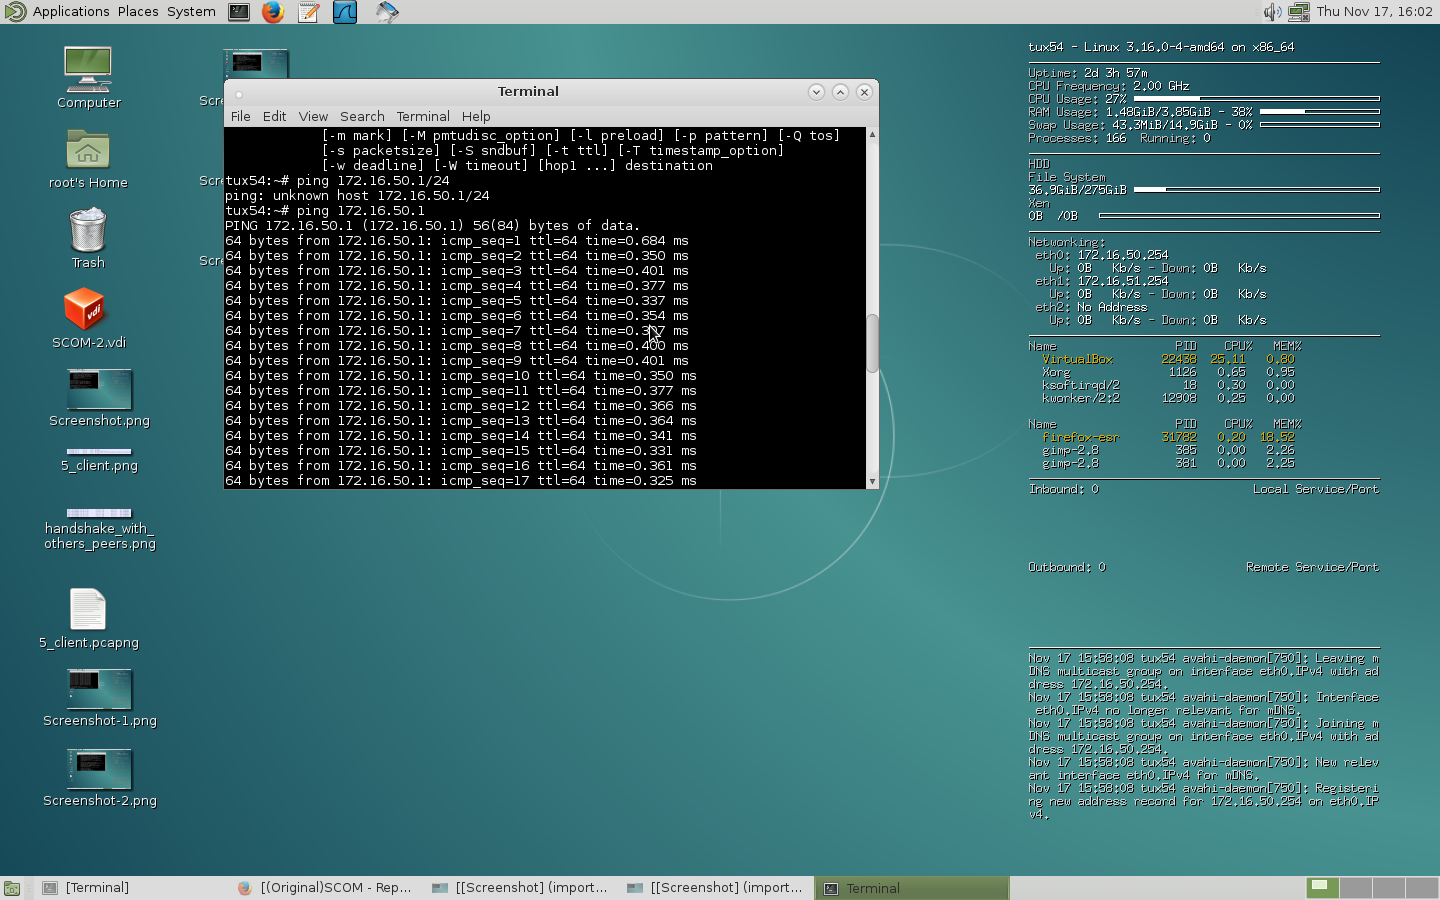 Applications Places System
Thu Nov 17, 16:02
Computer
root's Home
Trash
SCOM-2.vdi
Screenshot.png
5_client.png
handshake_with_
others_peers.png
5_client.pcapng
Screenshot-1.png
Screenshot-2.png
Scre
Scre
Scre
Terminal
File Edit View Search Terminal Help
[-m mark] [-M pmtudisc_option] [-l preload] [-p pattern] [-Q tos]
[-s packetsize] [-S sndbuf] [-t ttl] [-T timestamp_option]
[-w deadline] [-W timeout] [hop1 ...] destination
tux54:~# ping 172.16.50.1/24
ping: unknown host 172.16.50.1/24
tux54:~# ping 172.16.50.1
PING 172.16.50.1 (172.16.50.1) 56(84) bytes of data.
64 bytes from 172.16.50.1: icmp_seq=1 ttl=64 time=0.684 ms
64 bytes from 172.16.50.1: icmp_seq=2 ttl=64 time=0.350 ms
64 bytes from 172.16.50.1: icmp_seq=3 ttl=64 time=0.401 ms
64 bytes from 172.16.50.1: icmp_seq=4 ttl=64 time=0.377 ms
64 bytes from 172.16.50.1: icmp_seq=5 ttl=64 time=0.337 ms
64 bytes from 172.16.50.1: icmp_seq=6 ttl=64 time=0.354 ms
64 bytes from 172.16.50.1: icmp_seq=7 ttl=64 ms
64 bytes from 172.16.50.1: icmp_seq=8 ttl=64 time=0.400 ms
64 bytes from 172.16.50.1: icmp_seq=9 ttl=64 time=0.401 ms
64 bytes from 172.16.50.1: icmp_seq=10 ttl=64 time=0.350 ms
64 bytes from 172.16.50.1: icmp_seq=11 ttl=64 time=0.377 ms
64 bytes from 172.16.50.1: icmp_seq=12 ttl=64 time=0.366 ms
64 bytes from 172.16.50.1: icmp_seq=13 ttl=64 time=0.364 ms
64 bytes from 172.16.50.1: icmp_seq=14 ttl=64 time=0.341 ms
64 bytes from 172.16.50.1: icmp_seq=15 ttl=64 time=0.331 ms
64 bytes from 172.16.50.1: icmp_seq=16 ttl=64 time=0.361 ms
64 bytes from 172.16.50.1: icmp_seq=17 ttl=64 time=0.325 ms
tux54 - Linux 3.16.0-4-amd64 on x86_64
Uptime: 2d 3h 57m
CPU Frequency: 2.00 GHz
CPU Usage: 27%
RAM Usage: 1.48GiB/3.85GiB - 38%
Swap Usage: 43.3MiB/14.9GiB - 0%
Processes: 166 Running: 0
HDD
File System
36.9GiB/275GiB
Xen
0B /0B
Networking:
eth0: 172.16.50.254
Up: 0B Kb/s - Down: 0B Kb/s
eth1: 172.16.51.254
Up: 0B Kb/s - Down: 0B Kb/s
eth2: No Address
Up: 0B Kb/s - Down: 0B Kb/s
Name PID CPU% MEM%
VirtualBox 22438 25.11 0.80
Xorg 1126 0.65 0.95
ksoftirqd/2 18 0.30 0.00
kworker/2:2 12908 0.25 0.00
Name PID CPU% MEM%
firefox-esr 31782 0.20 18.52
gimp-2.8 385 0.00 2.26
gimp-2.8 381 0.00 2.25
Inbound: 0 Local Service/Port
Outbound: 0 Remote Service/Port
Nov 17 15:58:08 tux54 avahi-daemon[750]: Leaving m
DNS multicast group on interface eth0.IPv4 with ad
dress 172.16.50.254.
Nov 17 15:58:08 tux54 avahi-daemon[750]: Interface
eth0.IPv4 no longer relevant for mDNS.
Nov 17 15:58:08 tux54 avahi-daemon[750]: Joining m
DNS multicast group on interface eth0.IPv4 with ad
dress 172.16.50.254.
Nov 17 15:58:08 tux54 avahi-daemon[750]: New relev
ant interface eth0.IPv4 for mDNS.
Nov 17 15:58:08 tux54 avahi-daemon[750]: Registeri
ng new address record for 172.16.50.254 on eth0.IP
v4.
[Terminal]
[(Original)SCOM - Rep...
[[Screenshot] (import...
[[Screenshot] (import...
Terminal